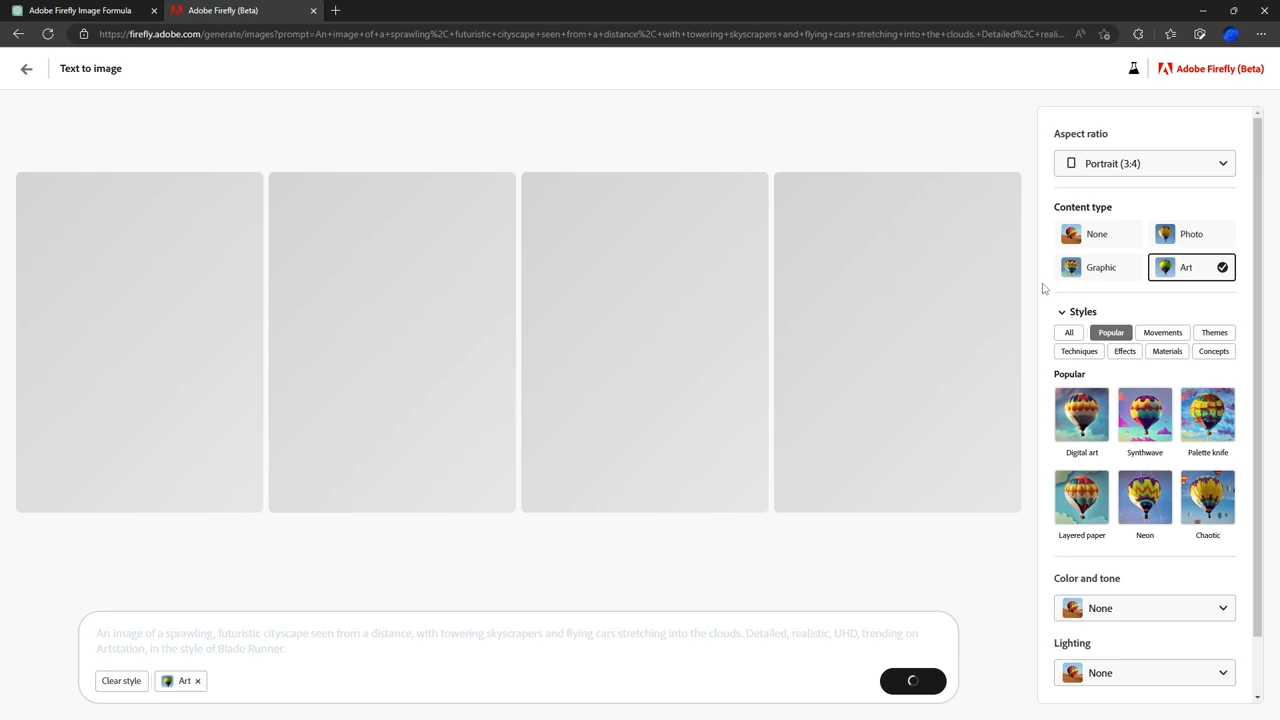 Adobe Firefly Image Formula
Adobe Firefly (Beta)
https://firefly.adobe.com/generate/images?prompt=An+image+of+a+sprawling%2C+futuristic+cityscape+seen+from+a+distance%2C+with+towering+skyscrapers+and+flying+cars+stretching+into+the+clouds.+Detailed%2C+reali...
Text to image
Adobe Firefly (Beta)
Aspect ratio
Portrait (3:4)
Content type
None
Photo
Graphic
Art
Styles
All
Popular
Movements
Themes
Techniques
Effects
Materials
Concepts
Popular
Digital art
Synthwave
Palette knife
Layered paper
Neon
Chaotic
Color and tone
None
Lighting
None
An image of a sprawling, futuristic cityscape seen from a distance, with towering skyscrapers and flying cars stretching into the clouds. Detailed, realistic, UHD, trending on
Artstation, in the style of Blade Runner.
Clear style
Art